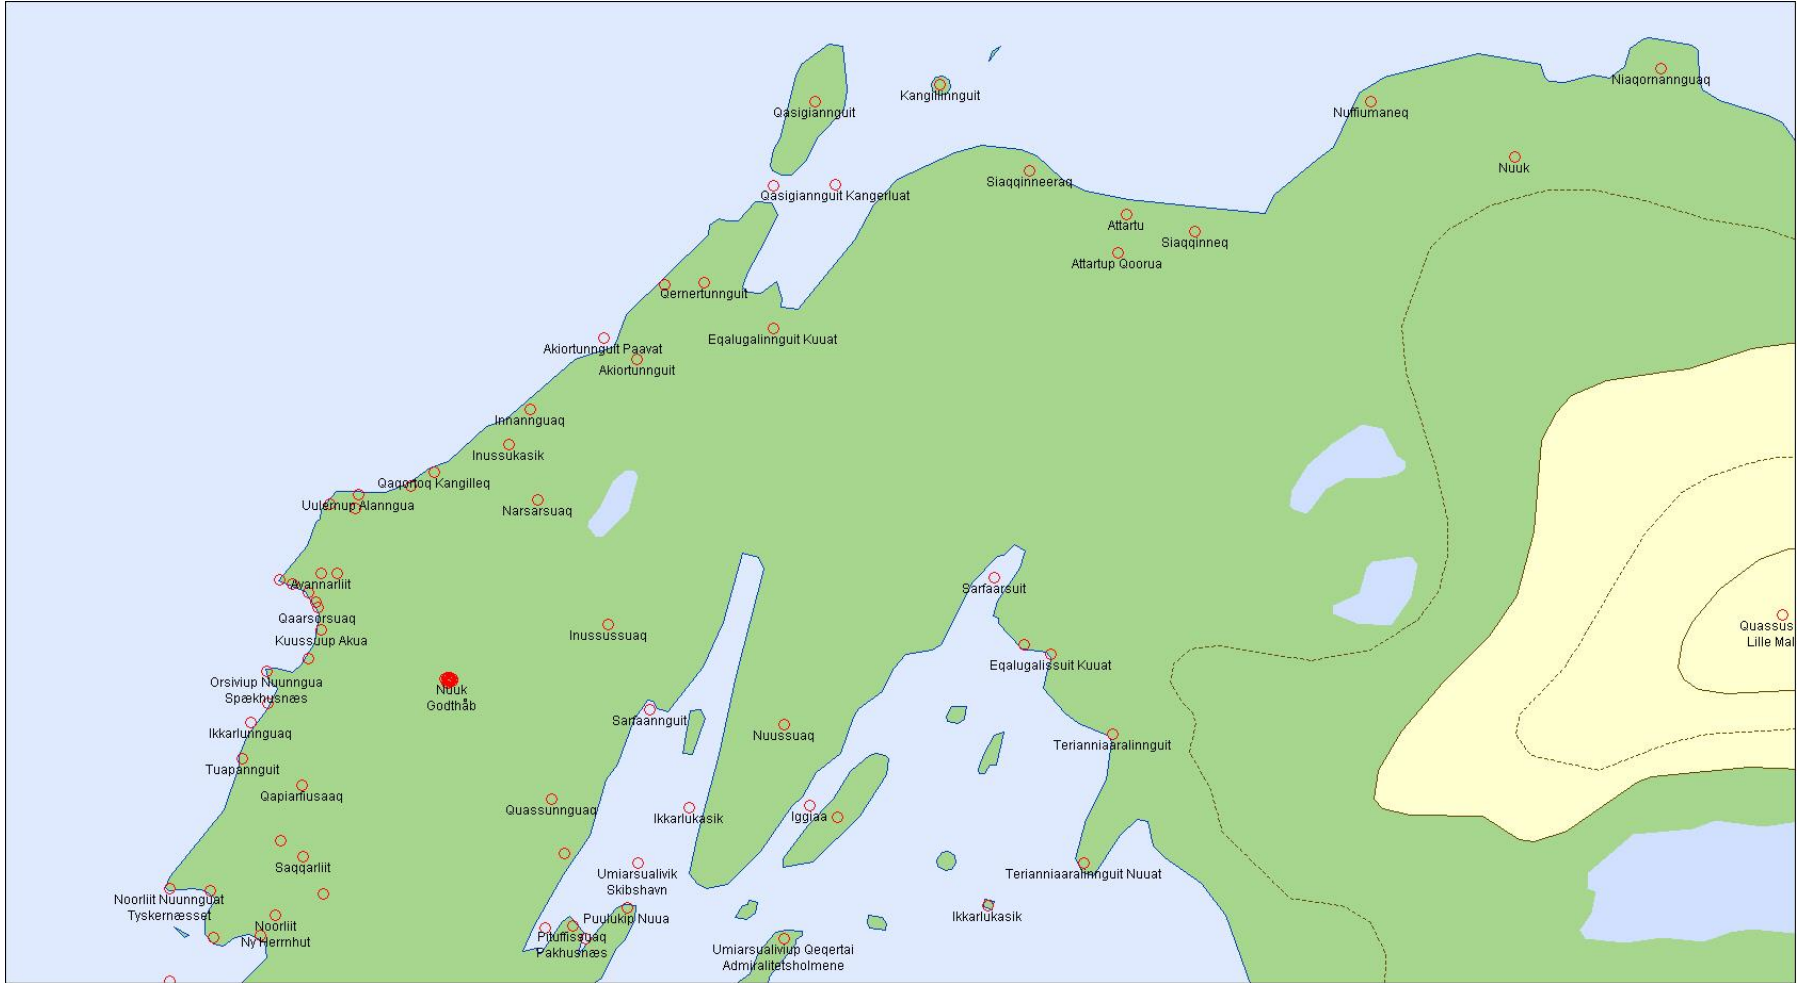 Niaqornannguaq
Kangillinnguit
Qasigiannguit
Nuffiumaneq
Nuuk
Siaqqinneeraq
Qasigiannguit Kangerluat
Attartu
Siaqqinneq
Attartup Qoorua
Qernertunnguit
Eqalugalinnguit Kuuat
Akiortunnguit Paavat
Akiortunnguit
Innannguaq
Inussukasik
Qaqortoq Kangilleq
Uulernup Alanngua
Narsarsuaq
Avannarliit
Sarfaarsuit
Qaarsorsuaq
Quassus
Lille Mal
Kuussuup Akua
Inussussuaq
Eqalugalissuit Kuuat
Orsiviup Nuunngua
Spækhusnæs
Nuuk
Godthåb
Sarfaannguit
Ikkarlunnguaq
Nuussuaq
Terianniaaralinnguit
Tuapannguit
Qapiarfiusaaq
Quassunnguaq
Ikkarlukasik
Iggiaa
Saqqarliit
Umiarsualivik
Skibshavn
Terianniaaralinnguit Nuuat
Noorliit Nuunnguat
Tyskernæsset
Puulukip Nuua
Ikkarlukasik
Noorliit
Ny Herrnhut
Pituffissuaq
Pakhusnæs
Umiarsualiviup Qeqertai
Admiralitetsholmene